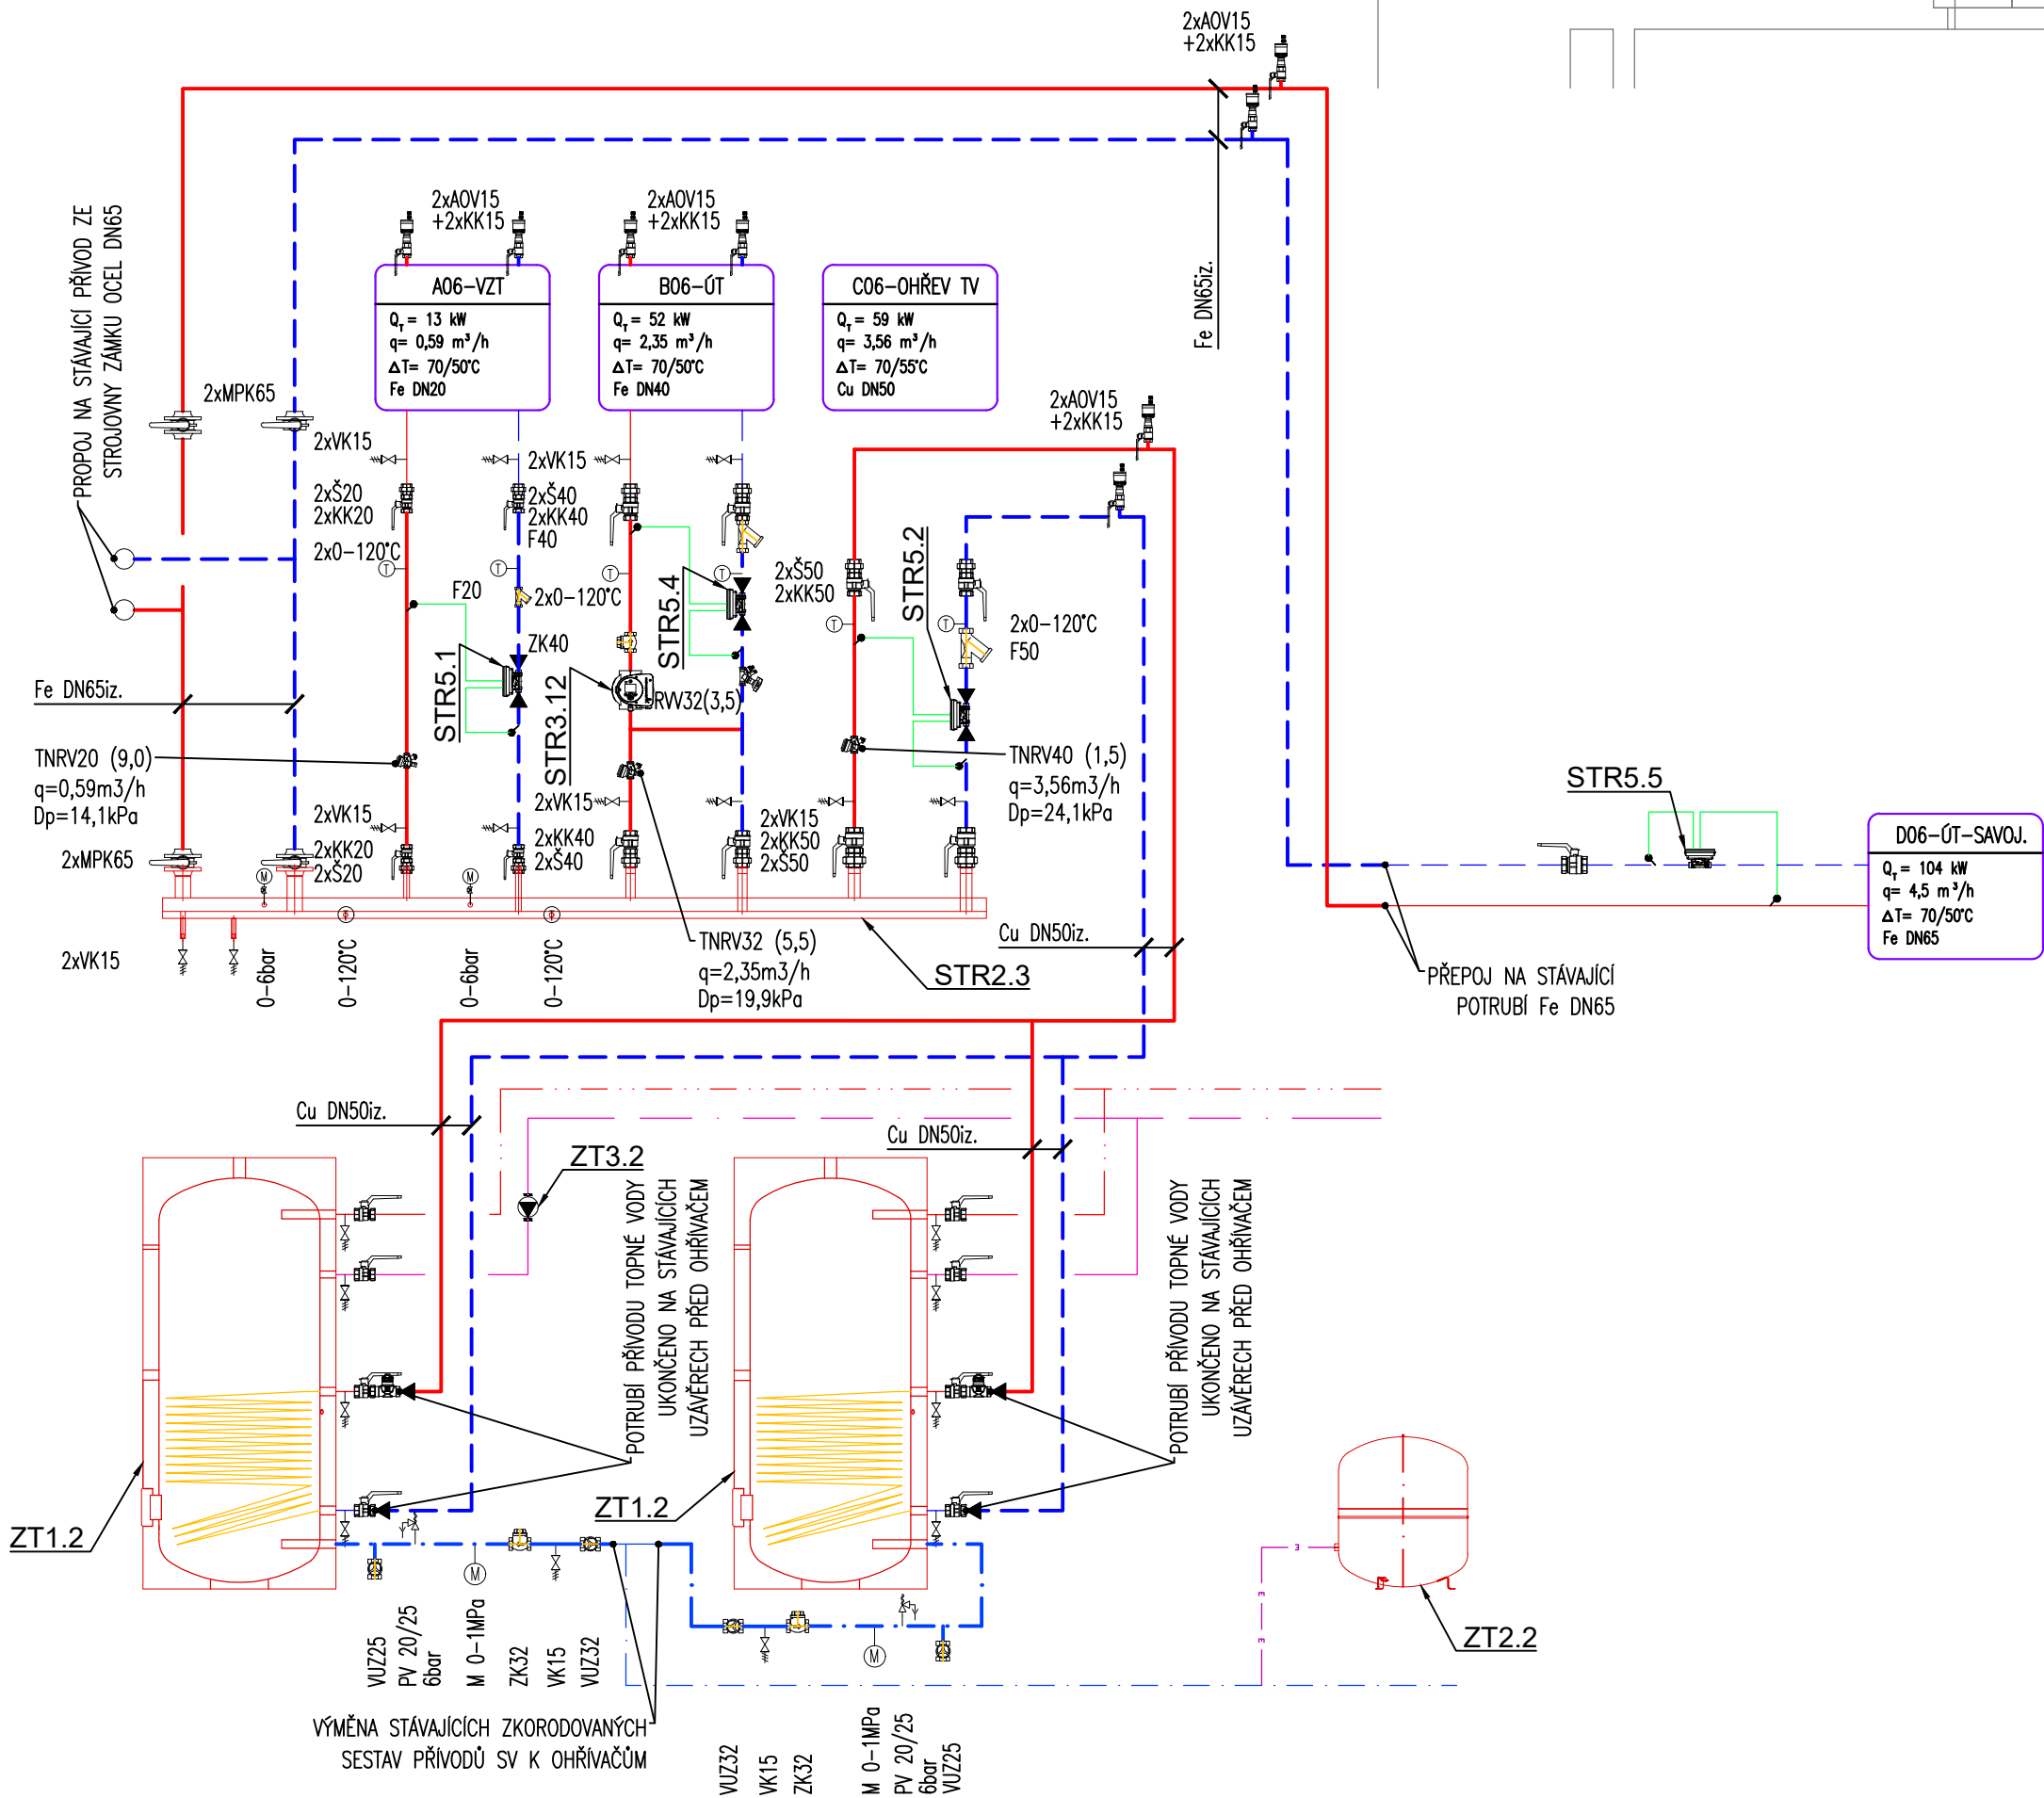 2xAOV15
+2xKK15
PROPOJ NA STÁVAJÍCÍ PŘÍVOD ZE
STROJOVNY ZÁMKU OCEL DN65
2xAOV15
+2xKK15
2xAOV15
+2xKK15
A06-VZT
Q_T= 13 kW
q= 0,59 m³/h
ΔT= 70/50°C
Fe DN20
B06-ÚT
Q_T= 52 kW
q= 2,35 m³/h
ΔT= 70/50°C
Fe DN40
C06-OHŘEV TV
Q_T= 59 kW
q= 3,56 m³/h
ΔT= 70/55°C
Cu DN50
Fe DN65iz.
2xMPK65
2xAOV15
+2xKK15
2xVK15
2xVK15
2xŠ20
2xKK20
2xŠ40
2xKK40
F40
2x0-120°C
T
T
T
F20
2x0-120°C
ZK40
STR5.1
STR5.4
STR3.12
RVV32(3,5)
2xŠ50
2xKK50
STR5.2
T
T
2x0-120°C
F50
Fe DN65iz.
TNRV20 (9,0)
q=0,59m3/h
Dp=14,1kPa
TNRV40 (1,5)
q=3,56m3/h
Dp=24,1kPa
STR5.5
D06-ÚT-SAVOJ.
Q_T= 104 kW
q= 4,5 m³/h
ΔT= 70/50°C
Fe DN65
2xVK15
2xKK20
2xŠ20
2xVK15
2xKK40
2xŠ40
2xVK15
2xKK50
2xŠ50
2xMPK65
M
M
2xVK15
0-6bar
0-120°C
0-6bar
0-120°C
TNRV32 (5,5)
q=2,35m3/h
Dp=19,9kPa
STR2.3
Cu DN50iz.
PŘEPOJ NA STÁVAJÍCÍ
POTRUBÍ Fe DN65
Cu DN50iz.
Cu DN50iz.
ZT3.2
POTRUBÍ PŘÍVODU TOPNÉ VODY
UKONČENO NA STÁVAJÍCÍCH
UZÁVĚRECH PŘED OHŘÍVAČEM
POTRUBÍ PŘÍVODU TOPNÉ VODY
UKONČENO NA STÁVAJÍCÍCH
UZÁVĚRECH PŘED OHŘÍVAČEM
ZT1.2
ZT1.2
ZT2.2
3
3
3
M
M
VUZ25
PV 20/25
6bar
M 0-1MPa
ZK32
VK15
VUZ32
VÝMĚNA STÁVAJÍCÍCH ZKORODOVANÝCH
SESTAV PŘÍVODŮ SV K OHŘÍVAČŮM
VUZ32
VK15
ZK32
M 0-1MPa
PV 20/25
6bar
VUZ25